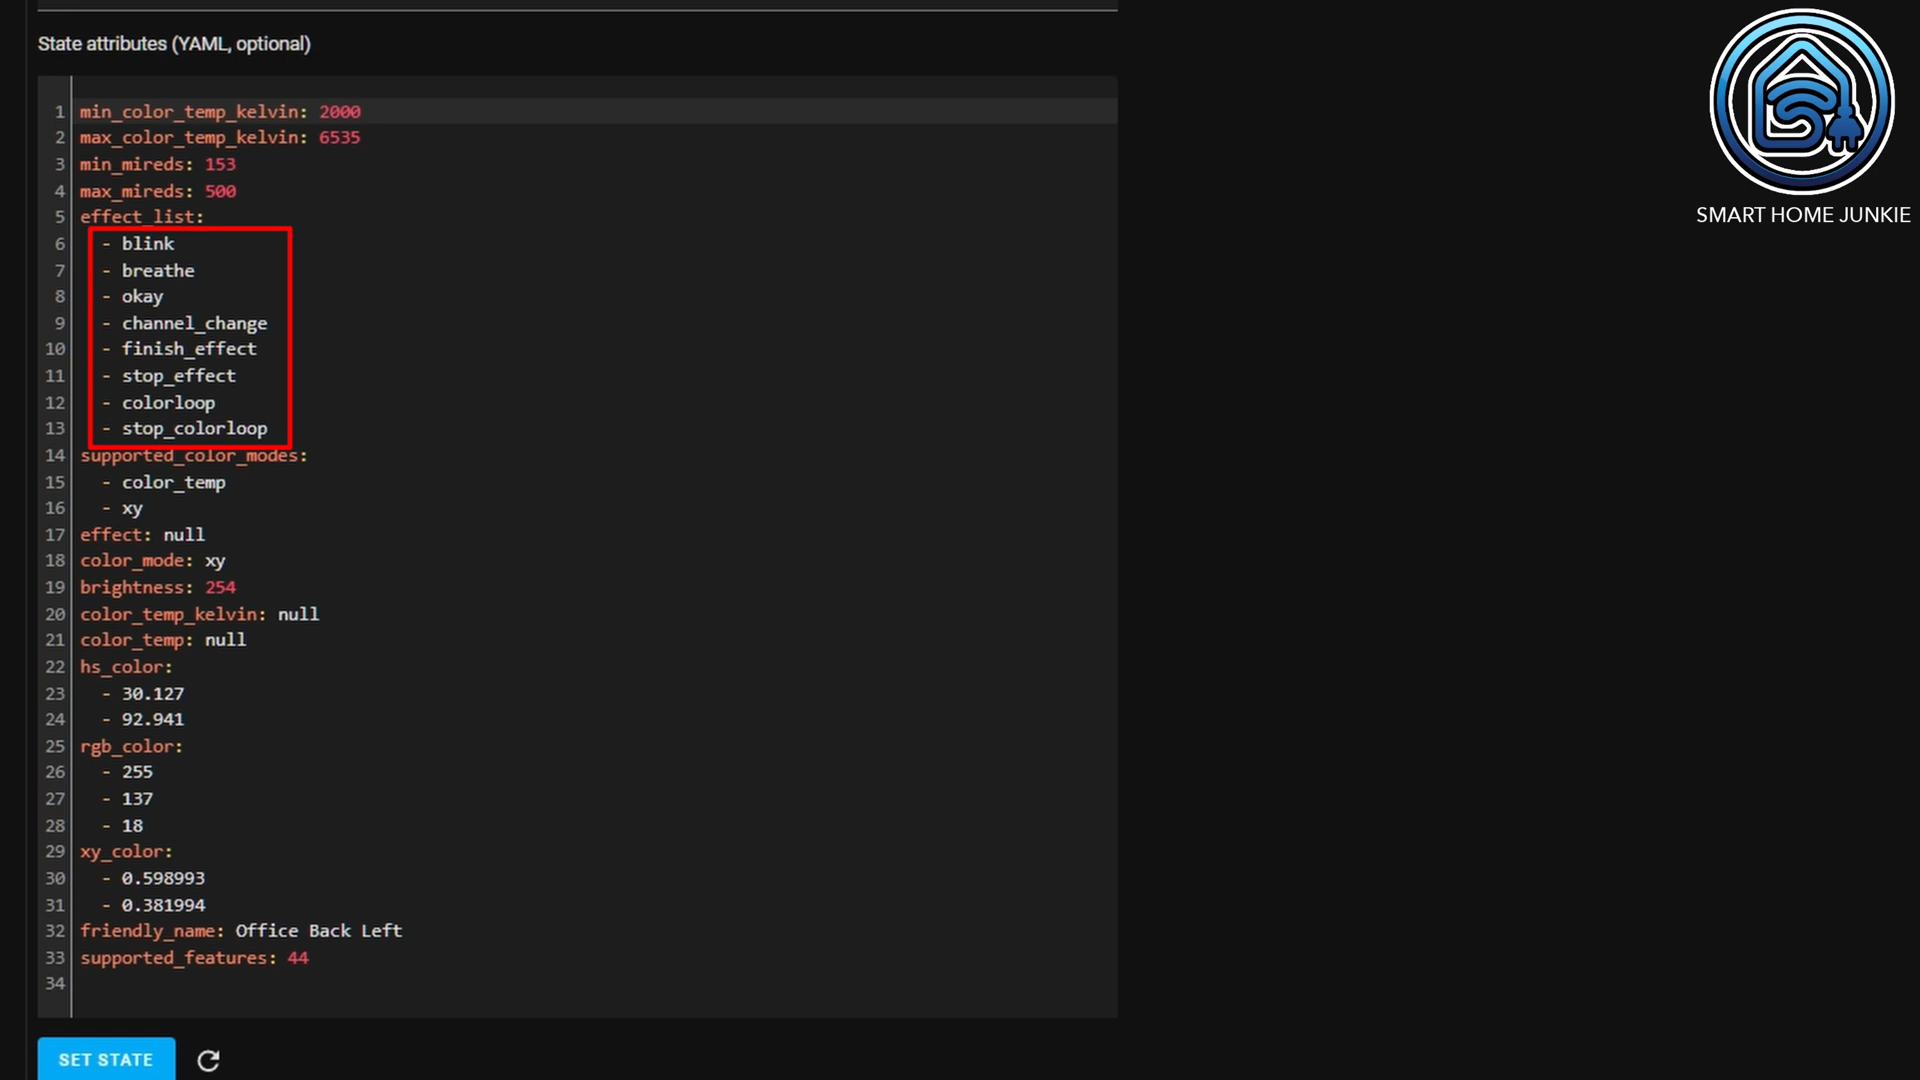 State attributes (YAML, optional)
1 min_color_temp_kelvin: 2000
2 max_color_temp_kelvin: 6535
3 min_mireds: 153
4 max_mireds: 500
5 effect_list:
6 - blink
7 - breathe
8 - okay
9 - channel_change
10 - finish_effect
11 - stop_effect
12 - colorloop
13 - stop_colorloop
14 supported_color_modes:
15 - color_temp
16 - xy
17 effect: null
18 color_mode: xy
19 brightness: 254
20 color_temp_kelvin: null
21 color_temp: null
22 hs_color:
23 - 30.127
24 - 92.941
25 rgb_color:
26 - 255
27 - 137
28 - 18
29 xy_color:
30 - 0.598993
31 - 0.381994
32 friendly_name: Office Back Left
33 supported_features: 44
34
SET STATE
SMART HOME JUNKIE